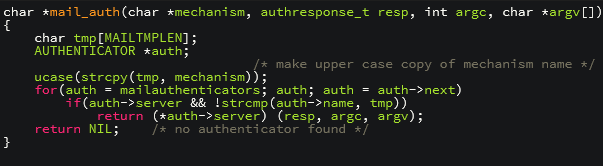 char *mail_auth(char *mechanism, authresponse_t resp, int argc, char *argv[])
{
    char tmp[MAILTMPLEN];
    AUTHENTICATOR *auth;
                                /* make upper case copy of mechanism name */
    ucase(strcpy(tmp, mechanism));
    for(auth = mailauthenticators; auth; auth = auth->next)
        if(auth->server && !strcmp(auth->name, tmp))
            return (*auth->server) (resp, argc, argv);
    return NIL;    /* no authenticator found */
}